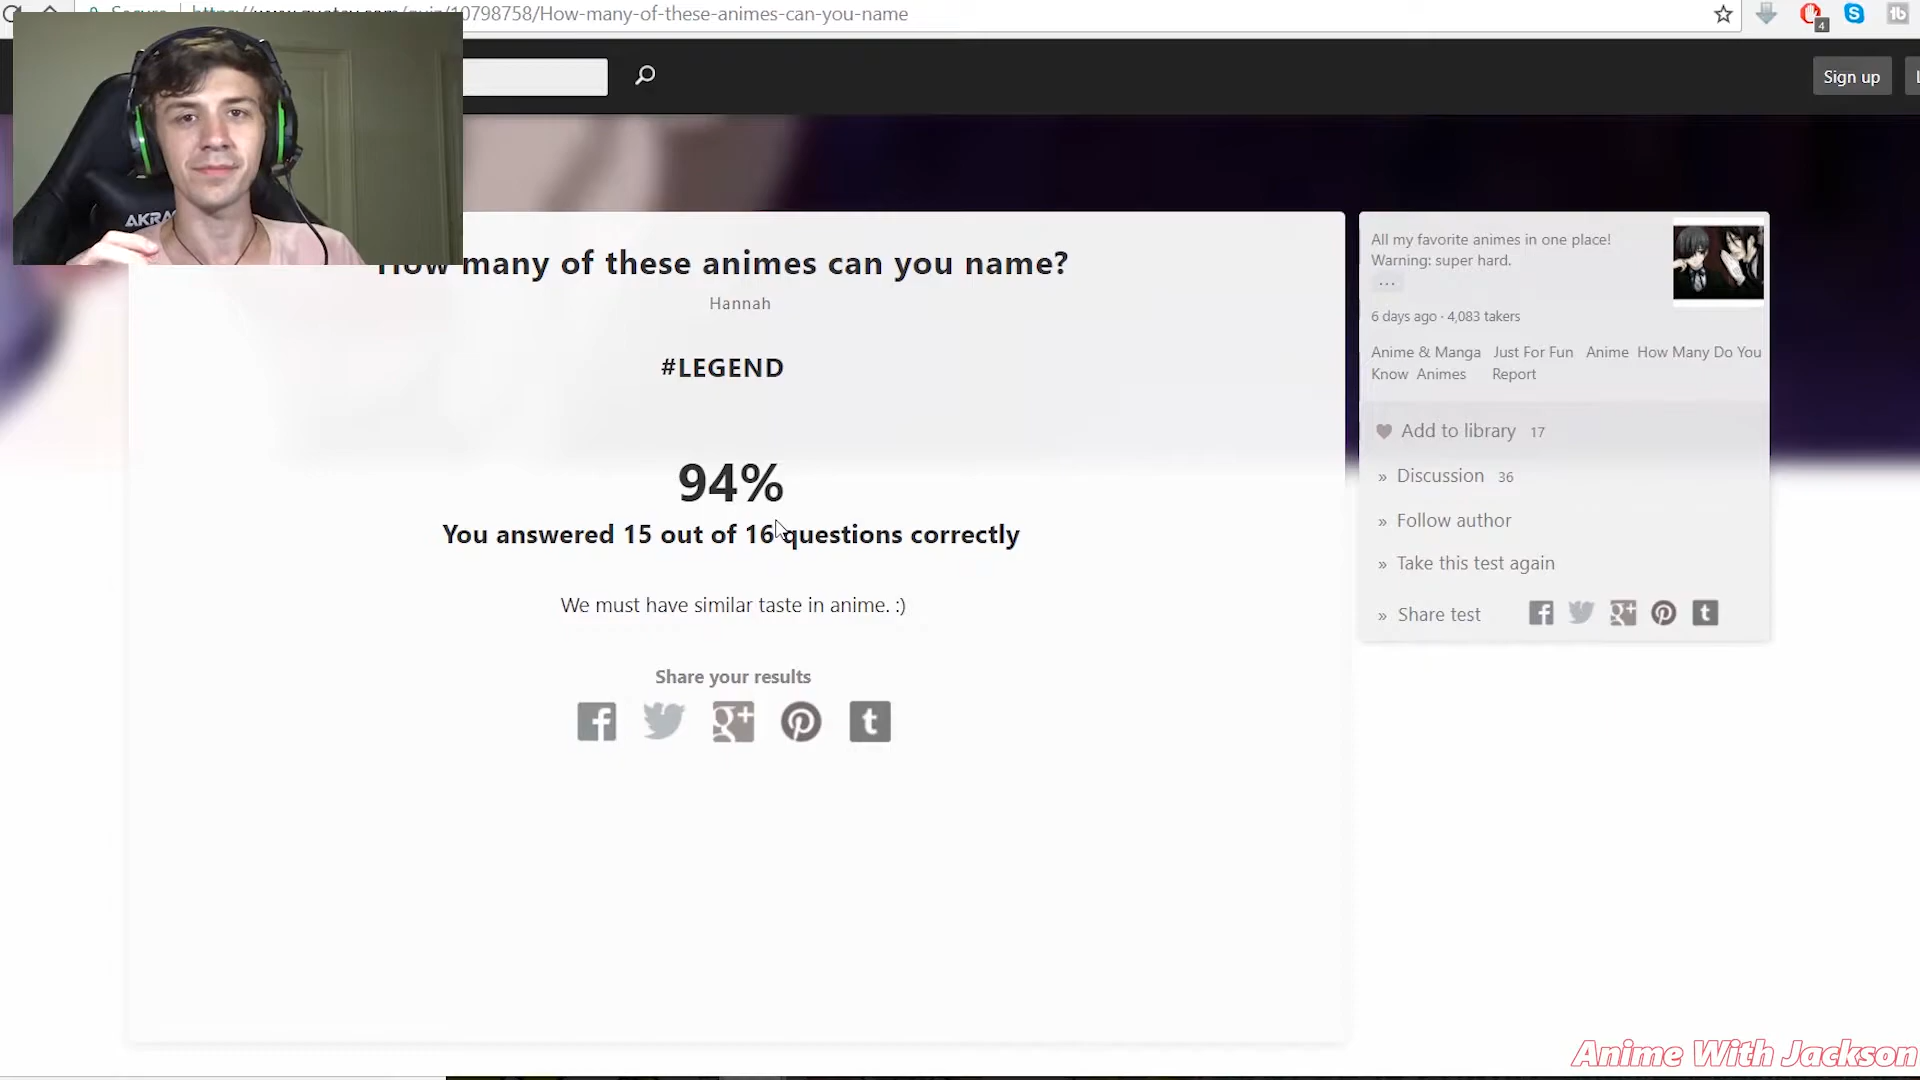 10798758/How-many-of-these-animes-can-you-name
4
Sign up
AKRA
How many of these animes can you name?
Hannah
#LEGEND
94%
You answered 15 out of 16 questions correctly
We must have similar taste in anime. :)
Share your results
All my favorite animes in one place!
Warning: super hard.
...
6 days ago · 4,083 takers
Anime & Manga Just For Fun Anime How Many Do You
Know Animes Report
Add to library 17
» Discussion 36
» Follow author
» Take this test again
» Share test
Anime With Jackson